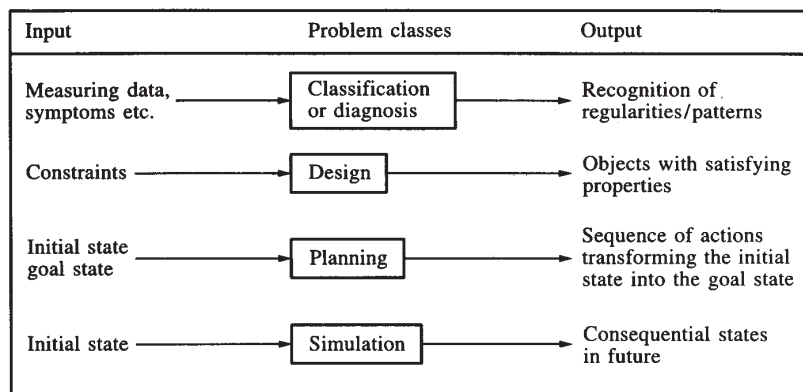 Input Problem classes Output
Measuring data,
symptoms etc.
Classification
or diagnosis
Recognition of
regularities/patterns
Constraints
Design
Objects with satisfying
properties
Initial state
goal state
Planning
Sequence of actions
transforming the initial
state into the goal state
Initial state
Simulation
Consequential states
in future